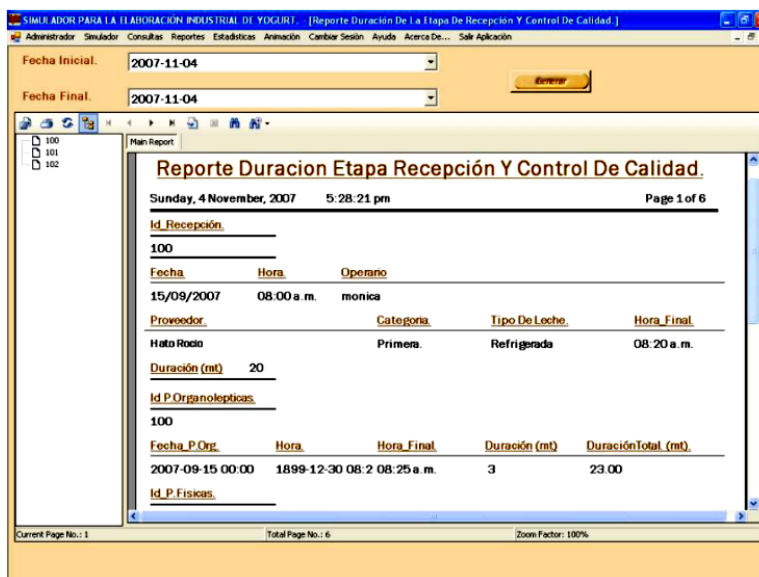 SIMULADOR PARA LA ELABORACIÓN INDUSTRIAL DE YOGURT. - [Reporte Duración De La Etapa De Recepción Y Control De Calidad.]
Administrador Simulador Consultas Reportes Estadisticas Animación Cambiar Sesión Ayuda Acerca De... Salir Aplicación
Fecha Inicial. 2007-11-04
Generar
Fecha Final. 2007-11-04
100
101
102
Main Report
Reporte Duracion Etapa Recepción Y Control De Calidad.
Sunday, 4 November, 2007 5:28:21 pm Page 1 of 6
Id_Recepción.
100
Fecha Hora. Operario
15/09/2007 08:00 a.m. monica
Proveedor. Categoria. Tipo De Leche. Hora_Final.
Hato Rocio Primera. Refrigerada 08:20 a.m.
Duración (mt) 20
Id P.Organolepticas.
100
Fecha_P.Org. Hora. Hora_Final. Duración (mt) DuraciónTotal. (mt).
2007-09-15 00:00 1899-12-30 08:2 08:25 a.m. 3 23.00
Id_P.Fisicas.
Current Page No.: 1 Total Page No.: 6 Zoom Factor: 100%